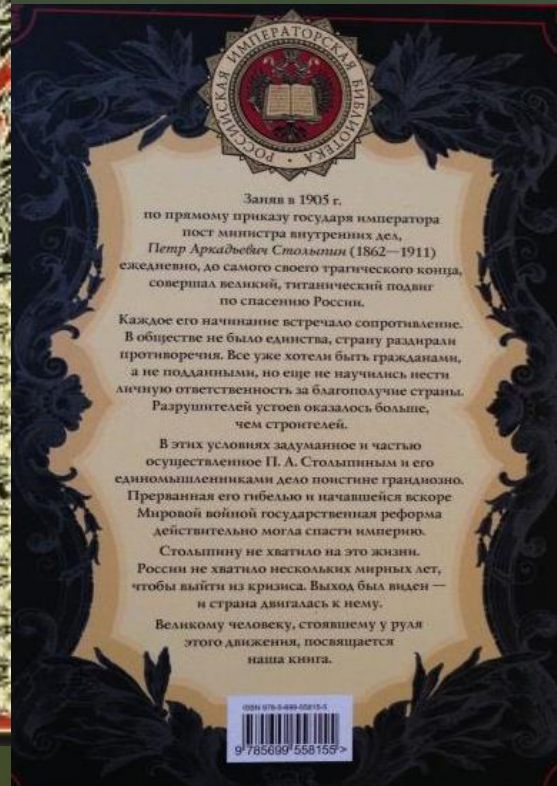 РОССИЙСКАЯ ИМПЕРАТОРСКАЯ БИБЛИОТЕКА
Заняв в 1905 г.
по прямому приказу государя императора
пост министра внутренних дел,
Петр Аркадьевич Столыпин (1862—1911)
ежедневно, до самого своего трагического конца,
совершал великий, титанический подвиг
по спасению России.
Каждое его начинание встречало сопротивление.
В обществе не было единства, страну раздирали
противоречия. Все уже хотели быть гражданами,
а не подданными, но еще не научились нести
личную ответственность за благополучие страны.
Разрушителей устоев оказалось больше,
чем строителей.
В этих условиях задуманное и частью
осуществленное П. А. Столыпиным и его
единомышленниками дело поистине грандиозно.
Прерванная его гибелью и начавшейся вскоре
Мировой войной государственная реформа
действительно могла спасти империю.
Столыпину не хватило на это жизни.
России не хватило нескольких мирных лет,
чтобы выйти из кризиса. Выход был виден —
и страна двигалась к нему.
Великому человеку, стоявшему у руля
этого движения, посвящается
наша книга.
ISBN 978-5-699-55815-5
9 785699 558155 >